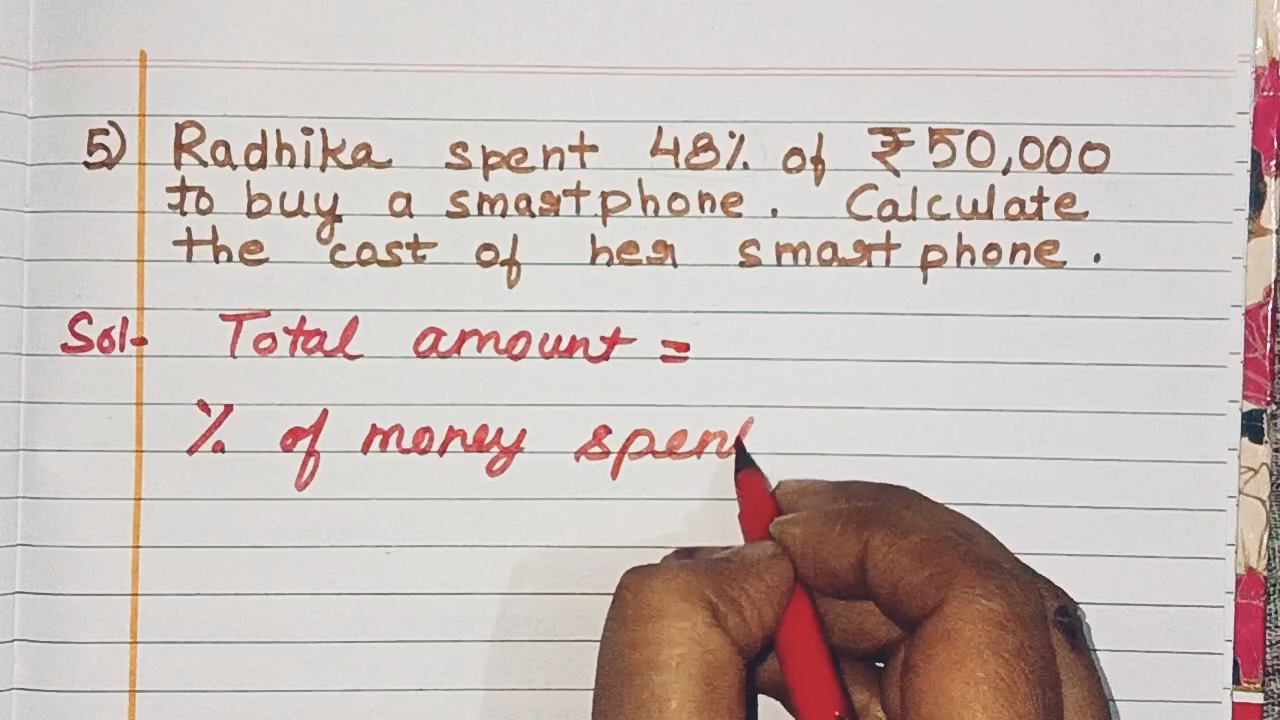 5) Radhika spent 48% of ₹50,000
to buy a smartphone. Calculate
the cost of her smartphone.
Sol- Total amount =
% of money spent